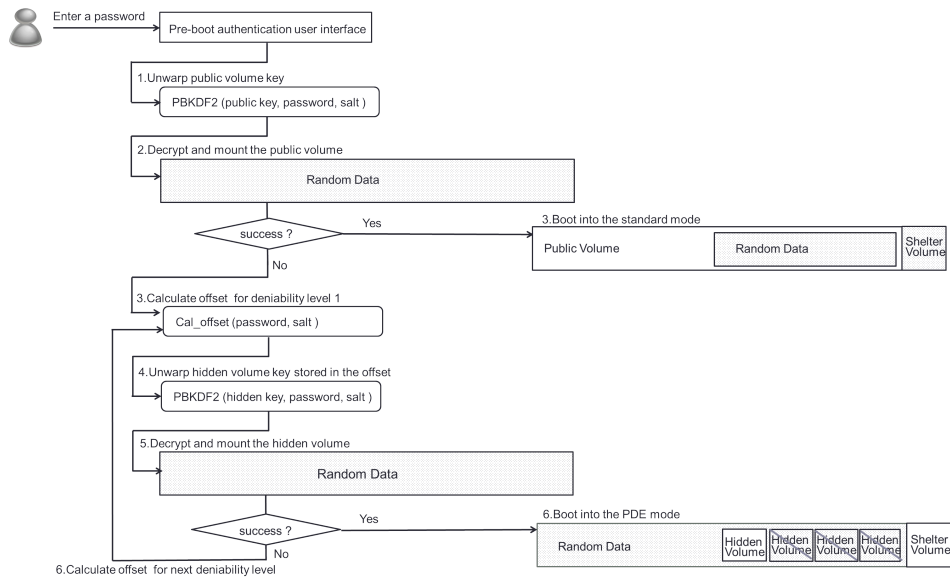 Enter a password
Pre-boot authentication user interface
1.Unwarp public volume key
PBKDF2 (public key, password, salt )
2.Decrypt and mount the public volume
Random Data
success ?
Yes
3.Boot into the standard mode
Public Volume
Random Data
Shelter
Volume
No
3.Calculate offset for deniability level 1
Cal_offset (password, salt )
4.Unwarp hidden volume key stored in the offset
PBKDF2 (hidden key, password, salt )
5.Decrypt and mount the hidden volume
Random Data
success ?
Yes
6.Boot into the PDE mode
Random Data
Hidden
Volume
Hidden
Volume
Hidden
Volume
Hidden
Volume
Shelter
Volume
No
6.Calculate offset for next deniability level